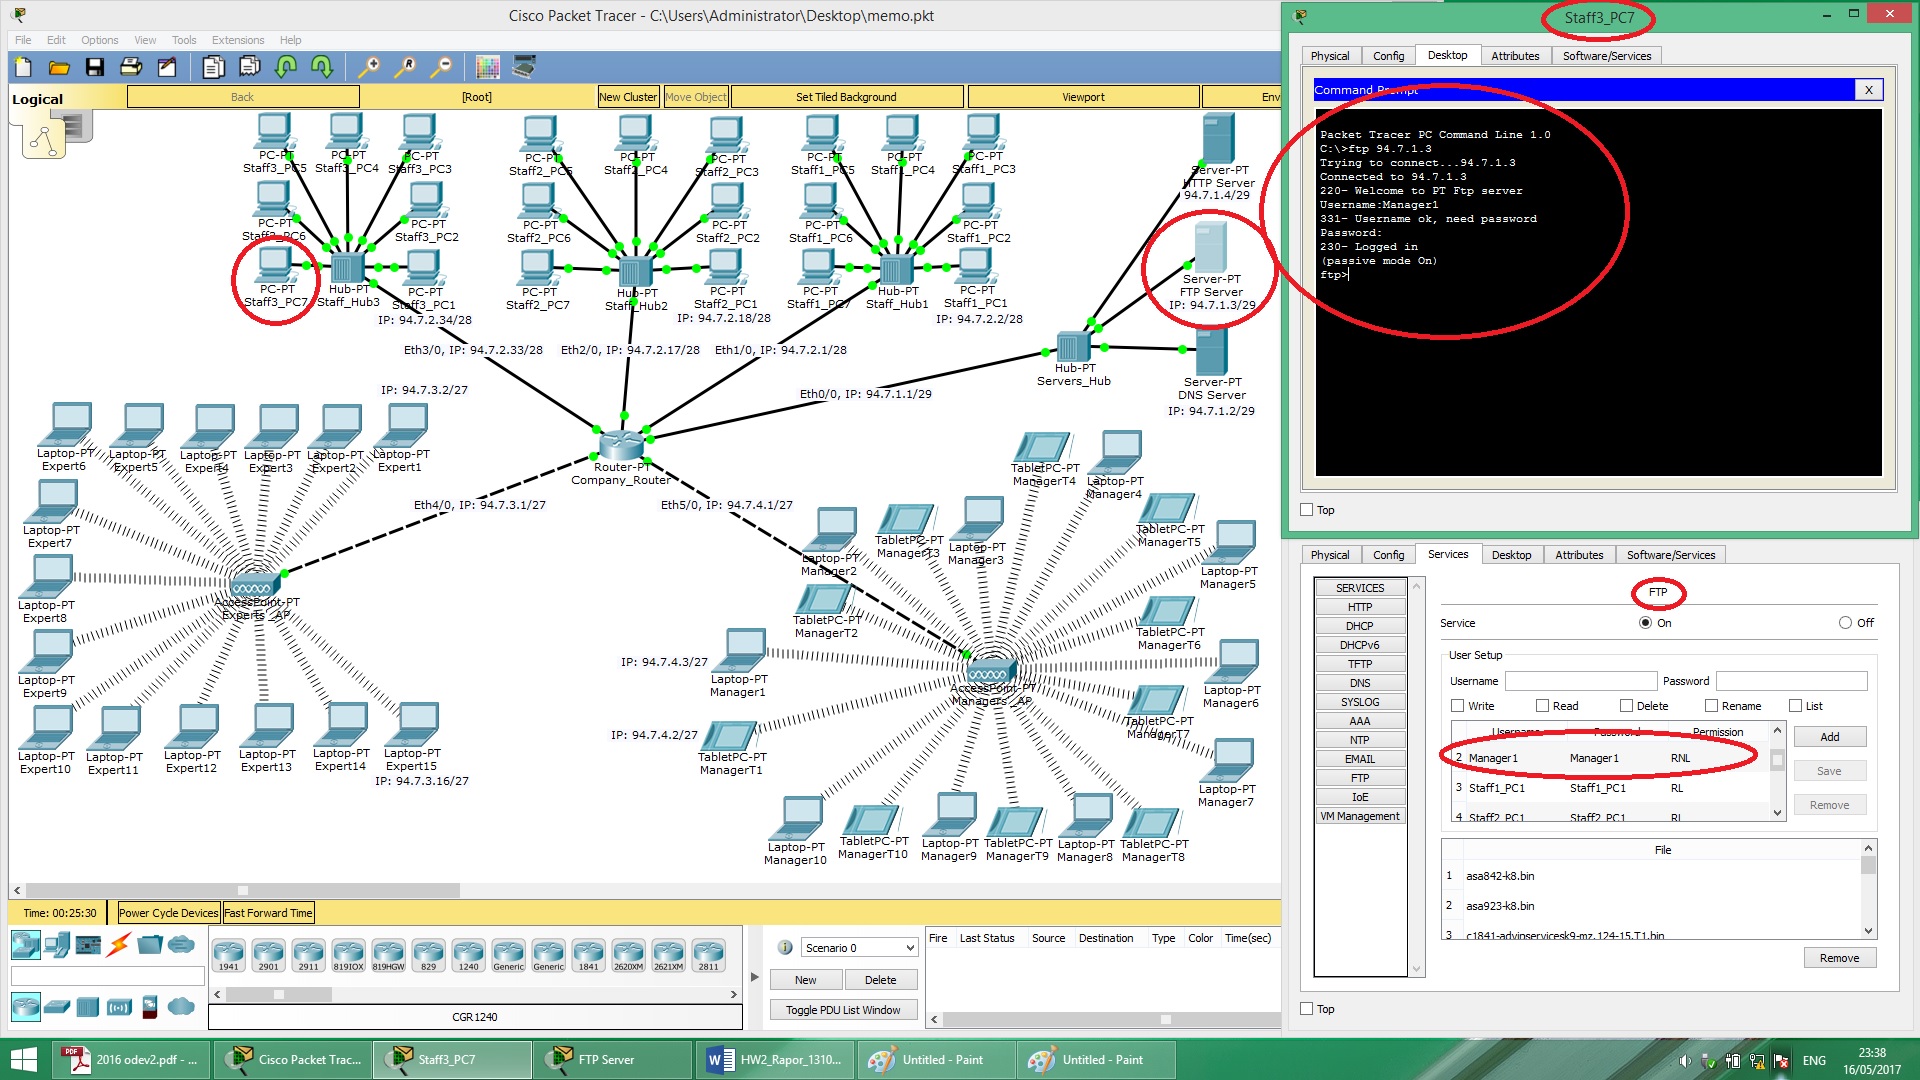 Cisco Packet Tracer - C:\Users\Administrator\Desktop\memo.pkt
File Edit Options View Tools Extensions Help
Logical
Back
[Root]
New Cluster
Move Object
Set Tiled Background
Viewport
Env
PC-PT
Staff3_PC5
PC-PT
Staff3_PC4
PC-PT
Staff3_PC3
PC-PT
Staff2_PC5
PC-PT
Staff2_PC4
PC-PT
Staff2_PC3
PC-PT
Staff1_PC5
PC-PT
Staff1_PC4
PC-PT
Staff1_PC3
Server-PT
HTTP Server
94.7.1.4/29
PC-PT
Staff3_PC6
PC-PT
Staff3_PC2
PC-PT
Staff2_PC6
PC-PT
Staff2_PC2
PC-PT
Staff1_PC6
PC-PT
Staff1_PC2
PC-PT
Staff3_PC7
Hub-PT
Staff_Hub3
PC-PT
Staff3_PC1
IP: 94.7.2.34/28
PC-PT
Staff2_PC7
Hub-PT
Staff_Hub2
PC-PT
Staff2_PC1
IP: 94.7.2.18/28
PC-PT
Staff1_PC7
Hub-PT
Staff_Hub1
PC-PT
Staff1_PC1
IP: 94.7.2.2/28
Server-PT
FTP Server
IP: 94.7.1.3/29
Eth3/0, IP: 94.7.2.33/28
Eth2/0, IP: 94.7.2.17/28
Eth1/0, IP: 94.7.2.1/28
Hub-PT
Servers_Hub
Server-PT
DNS Server
IP: 94.7.1.2/29
Eth0/0, IP: 94.7.1.1/29
IP: 94.7.3.2/27
Laptop-PT
Expert6
Laptop-PT
Expert5
Laptop-PT
Expert4
Laptop-PT
Expert3
Laptop-PT
Expert2
Laptop-PT
Expert1
Router-PT
Company_Router
Eth4/0, IP: 94.7.3.1/27
Eth5/0, IP: 94.7.4.1/27
Laptop-PT
Expert7
Laptop-PT
Expert8
AccessPoint-PT
Experts_AP
Laptop-PT
Expert9
Laptop-PT
Expert10
Laptop-PT
Expert11
Laptop-PT
Expert12
Laptop-PT
Expert13
Laptop-PT
Expert14
Laptop-PT
Expert15
IP: 94.7.3.16/27
TabletPC-PT
ManagerT4
Laptop-PT
Manager4
Laptop-PT
Manager2
TabletPC-PT
ManagerT3
Laptop-PT
Manager3
TabletPC-PT
ManagerT5
Laptop-PT
Manager5
TabletPC-PT
ManagerT2
TabletPC-PT
ManagerT6
IP: 94.7.4.3/27
Laptop-PT
Manager1
AccessPoint-PT
Managers_AP
Laptop-PT
Manager6
IP: 94.7.4.2/27
TabletPC-PT
ManagerT1
TabletPC-PT
ManagerT7
Laptop-PT
Manager7
Laptop-PT
Manager10
TabletPC-PT
ManagerT10
Laptop-PT
Manager9
TabletPC-PT
ManagerT9
Laptop-PT
Manager8
TabletPC-PT
ManagerT8
Time: 00:25:30
Power Cycle Devices
Fast Forward Time
1941
2901
2911
819IOX
819HGW
829
1240
Generic
Generic
1841
2620XM
2621XM
2811
CGR1240
Scenario 0
New
Delete
Toggle PDU List Window
Fire Last Status Source Destination Type Color Time(sec)
Staff3_PC7
Physical Config Desktop Attributes Software/Services
Command Prompt
X
Packet Tracer PC Command Line 1.0
C:\>ftp 94.7.1.3
Trying to connect...94.7.1.3
Connected to 94.7.1.3
220- Welcome to PT Ftp server
Username:Manager1
331- Username ok, need password
Password:
230- Logged in
(passive mode On)
ftp>
Top
Physical Config Services Desktop Attributes Software/Services
SERVICES
HTTP
DHCP
DHCPv6
TFTP
DNS
SYSLOG
AAA
NTP
EMAIL
FTP
IoE
VM Management
FTP
Service On Off
User Setup
Username Password
Write Read Delete Rename List
Username Password Permission
2 Manager1 Manager1 RNL
3 Staff1_PC1 Staff1_PC1 RL
4 Staff2_PC1 Staff2_PC1 RL
Add
Save
Remove
File
1 asa842-k8.bin
2 asa923-k8.bin
3 c1841-advipservicesk9-mz.124-15.T1.bin
Remove
Top
2016 odev2.pdf - ...
Cisco Packet Trac...
Staff3_PC7
FTP Server
HW2_Rapor_1310...
Untitled - Paint
Untitled - Paint
ENG
23:38
16/05/2017